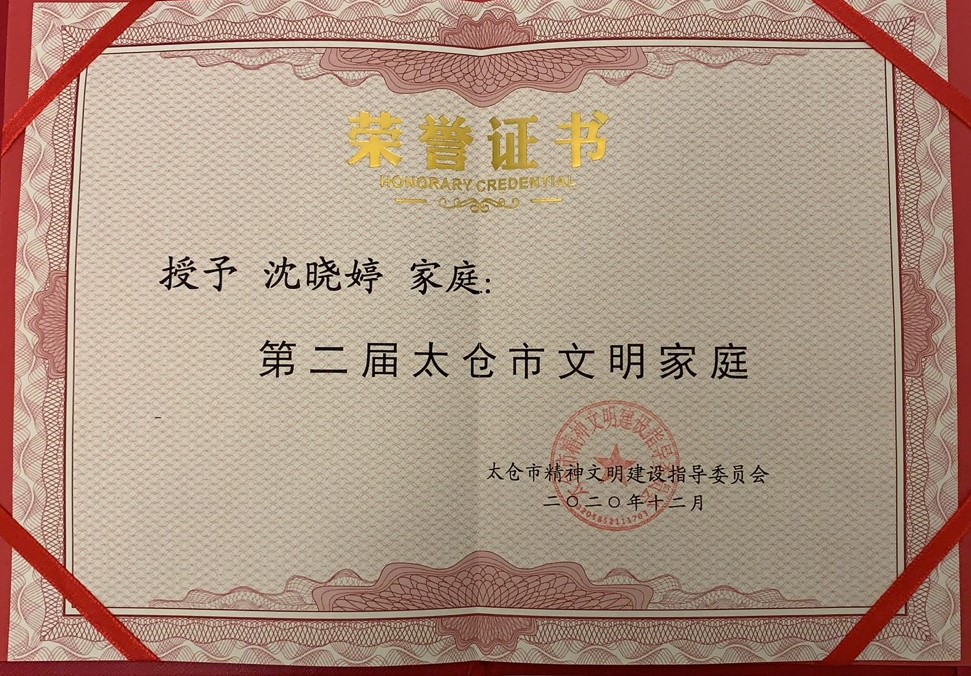 荣誉证书
HONORARY CREDENTIAL
授予 沈晓婷 家庭:
第二届太仓市文明家庭
太仓市精神文明建设指导委员会
二〇二〇年十二月